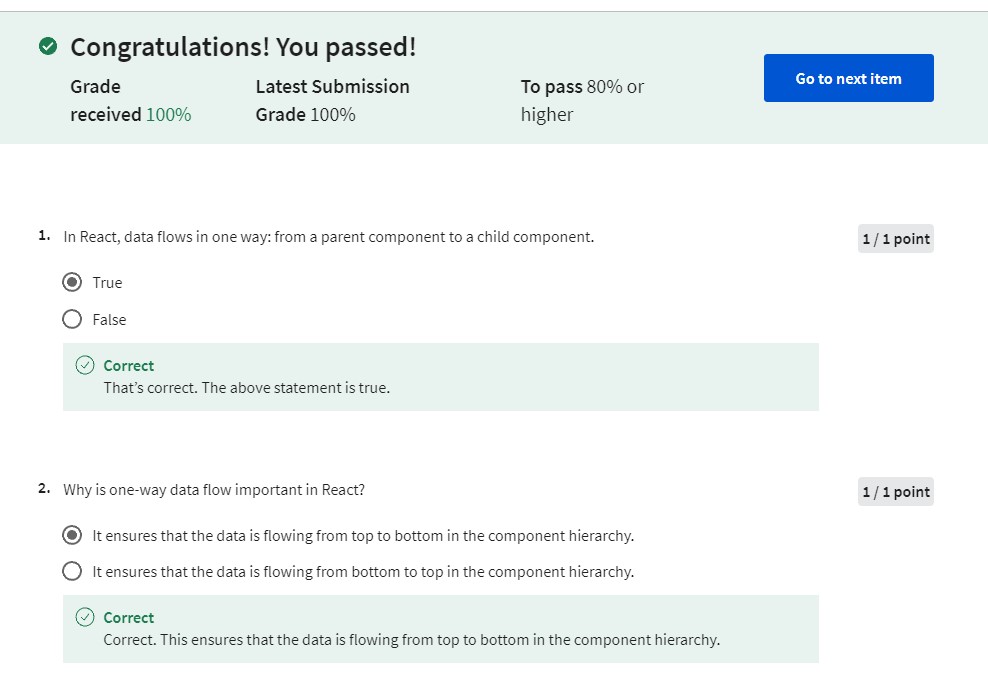 Congratulations! You passed!
Grade received 100%
Latest Submission Grade 100%
To pass 80% or higher
Go to next item
1. In React, data flows in one way: from a parent component to a child component.
1 / 1 point
True
False
Correct
That’s correct. The above statement is true.
2. Why is one-way data flow important in React?
1 / 1 point
It ensures that the data is flowing from top to bottom in the component hierarchy.
It ensures that the data is flowing from bottom to top in the component hierarchy.
Correct
Correct. This ensures that the data is flowing from top to bottom in the component hierarchy.